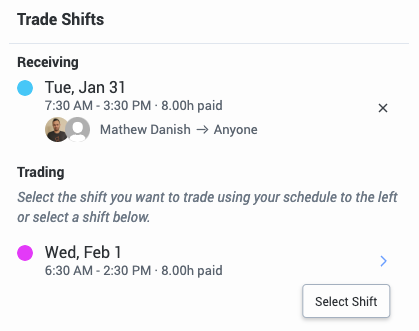 Trade Shifts
Receiving
Tue, Jan 31
7:30 AM - 3:30 PM · 8.00h paid
Mathew Danish → Anyone
Trading
Select the shift you want to trade using your schedule to the left
or select a shift below.
Wed, Feb 1
6:30 AM - 2:30 PM · 8.00h paid
Select Shift